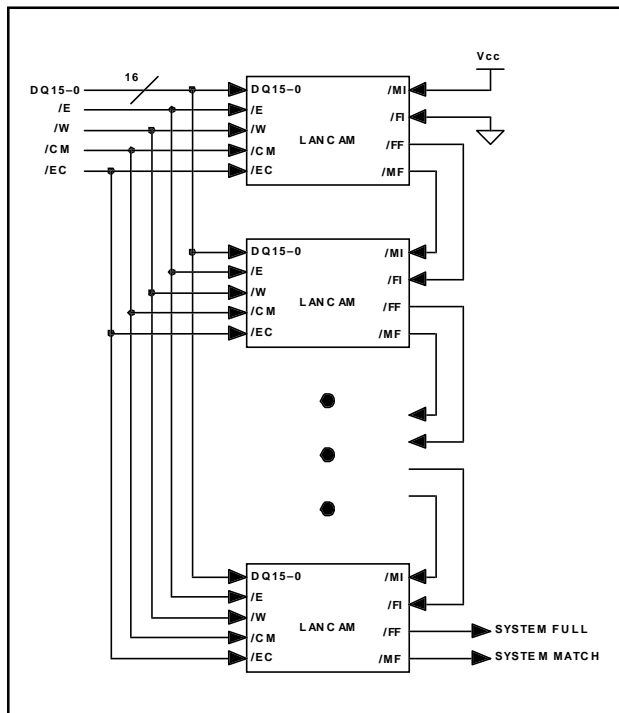 Vcc
16
DQ15–0
/E
/W
/CM
/EC
DQ15–0
/E
/W
/CM
/EC
LANCAM
/MI
/FI
/FF
/MF
DQ15–0
/E
/W
/CM
/EC
LANCAM
/MI
/FI
/FF
/MF
DQ15–0
/E
/W
/CM
/EC
LANCAM
/MI
/FI
/FF
/MF
SYSTEM FULL
SYSTEM MATCH